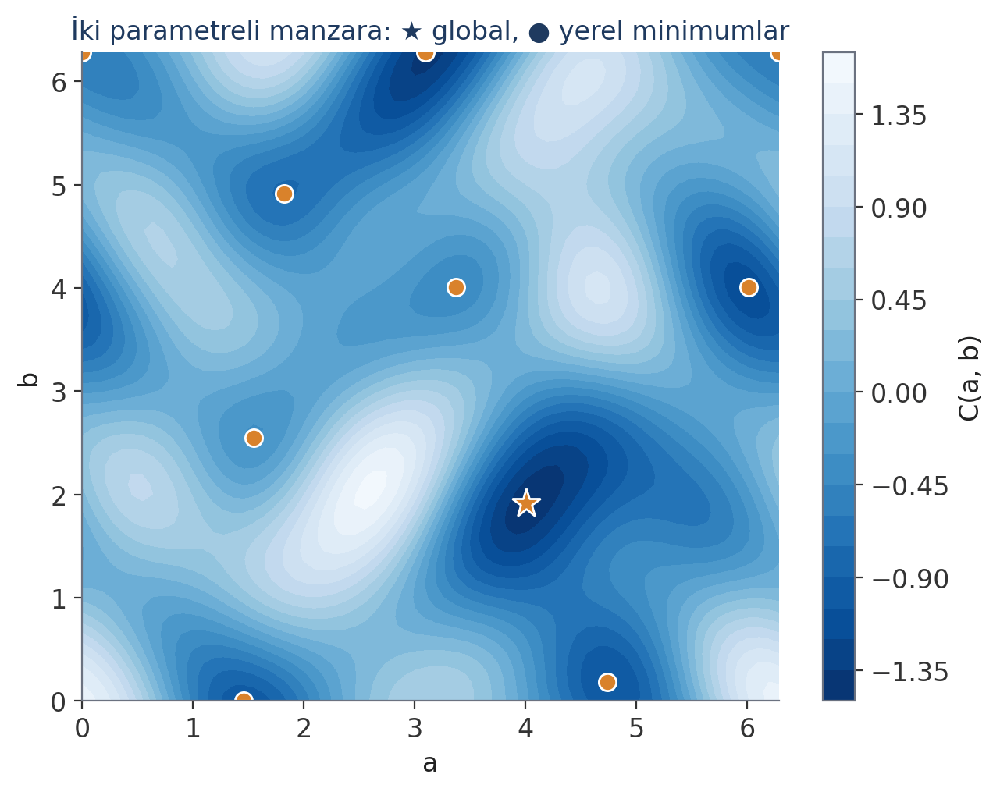 İki parametreli manzara: ★ global, ● yerel minimumlar
6
5
4
3
2
1
0
b
0 1 2 3 4 5 6
a
1.35
0.90
0.45
0.00
−0.45
−0.90
−1.35
C(a, b)